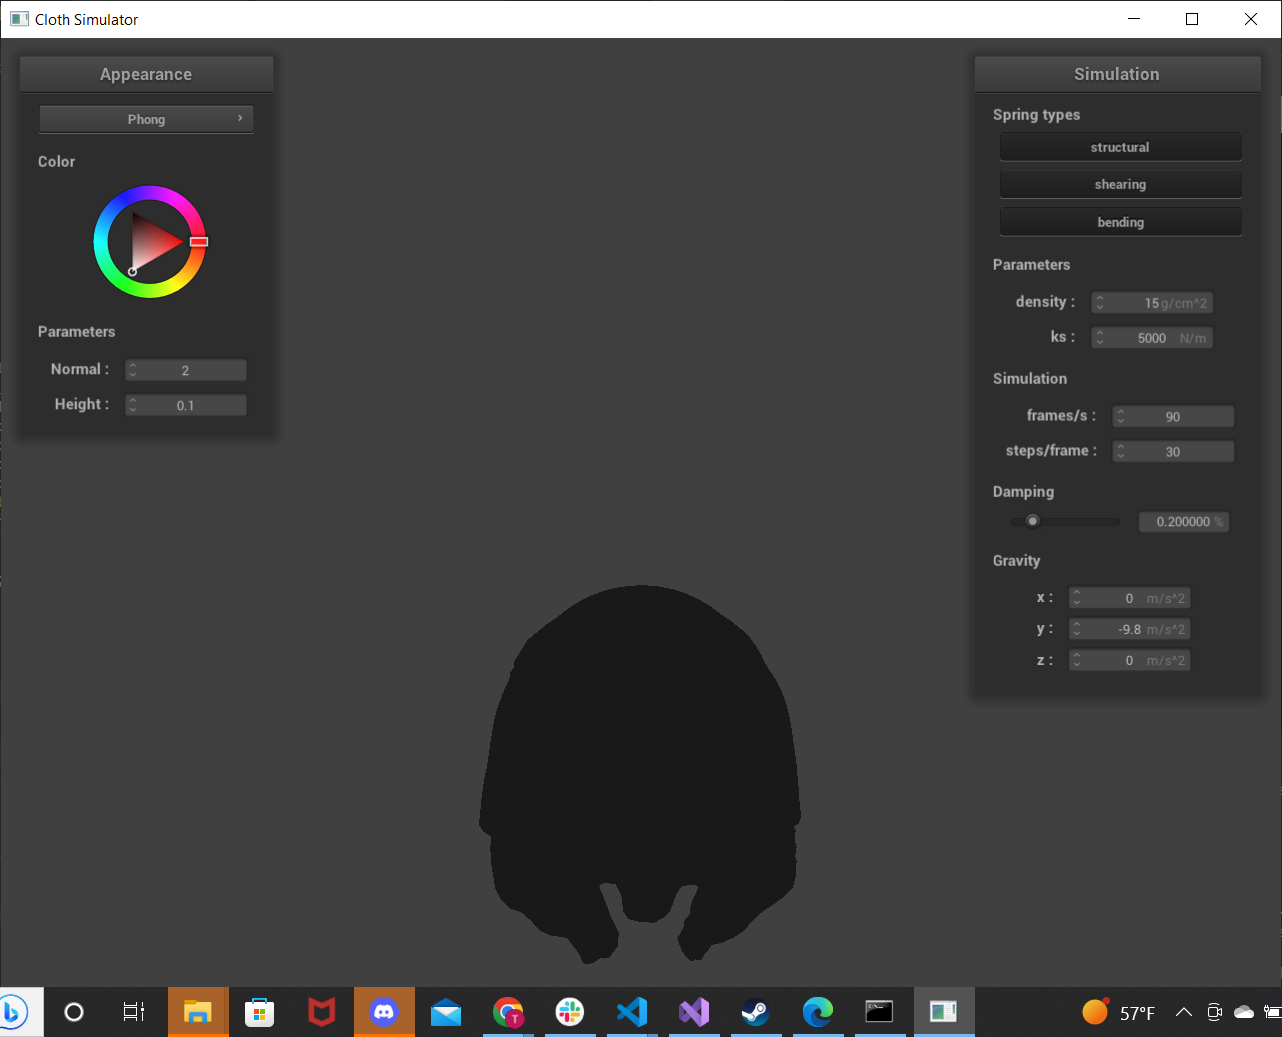 Cloth Simulator
Appearance
Phong
Color
Parameters
Normal : 2
Height : 0.1
Simulation
Spring types
structural
shearing
bending
Parameters
density : 15 g/cm^2
ks : 5000 N/m
Simulation
frames/s : 90
steps/frame : 30
Damping
0.200000 %
Gravity
x : 0 m/s^2
y : -9.8 m/s^2
z : 0 m/s^2
T
57°F